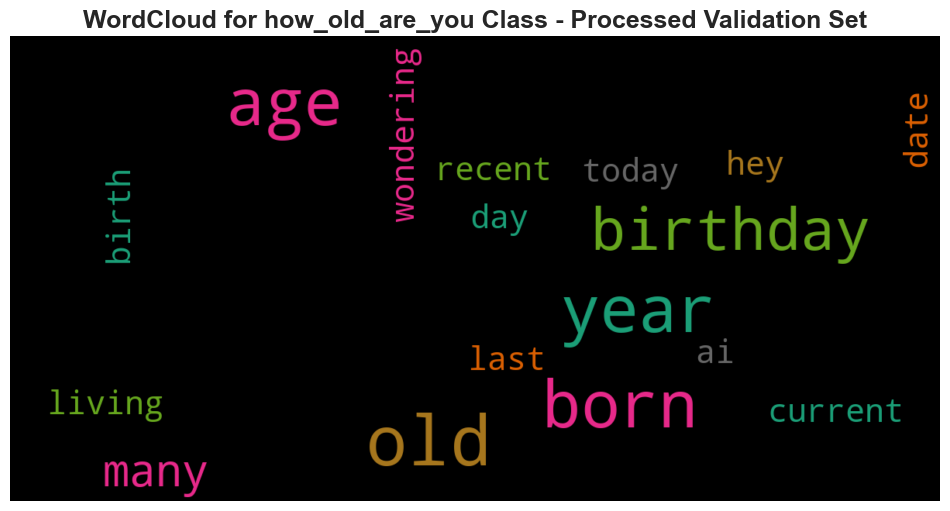 WordCloud for how_old_are_you Class - Processed Validation Set
age
wondering
date
recent
today
hey
birth
day
birthday
year
last
ai
living
born
current
old
many